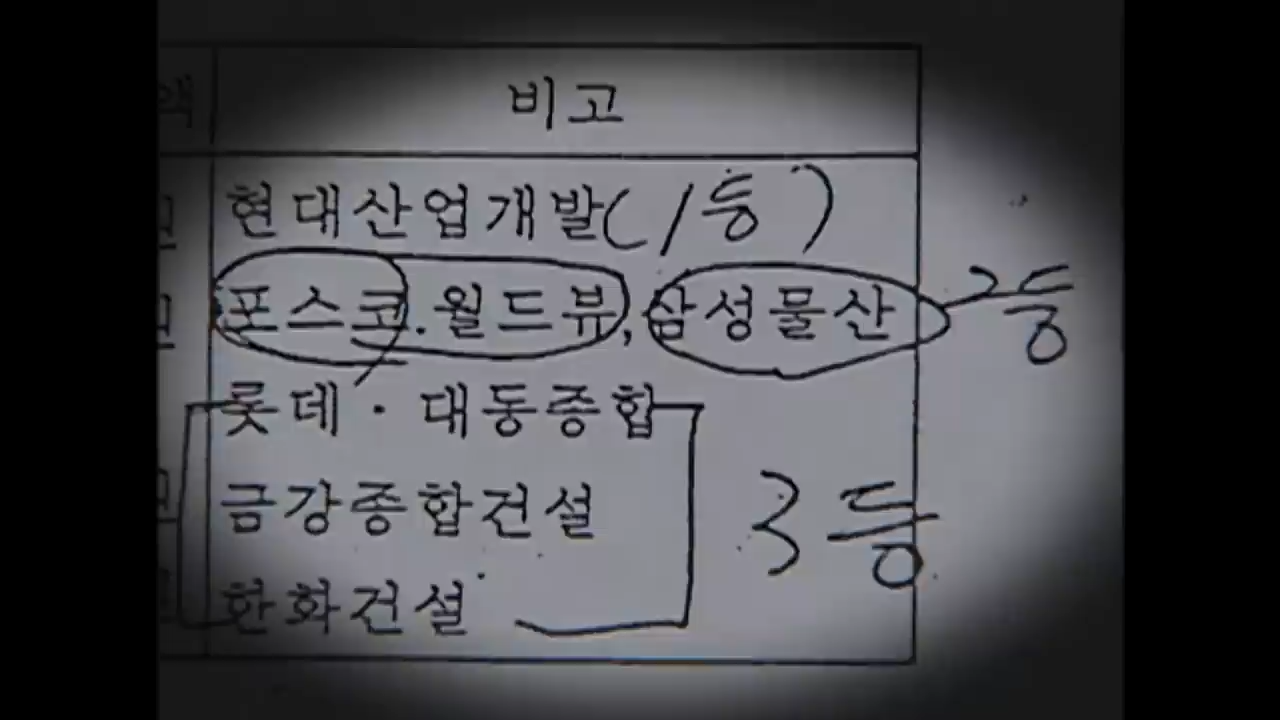 액 비고
현대산업개발(1등)
포스코.월드뷰, 삼성물산 2등
롯데·대동종합
금강종합건설 3등
한화건설